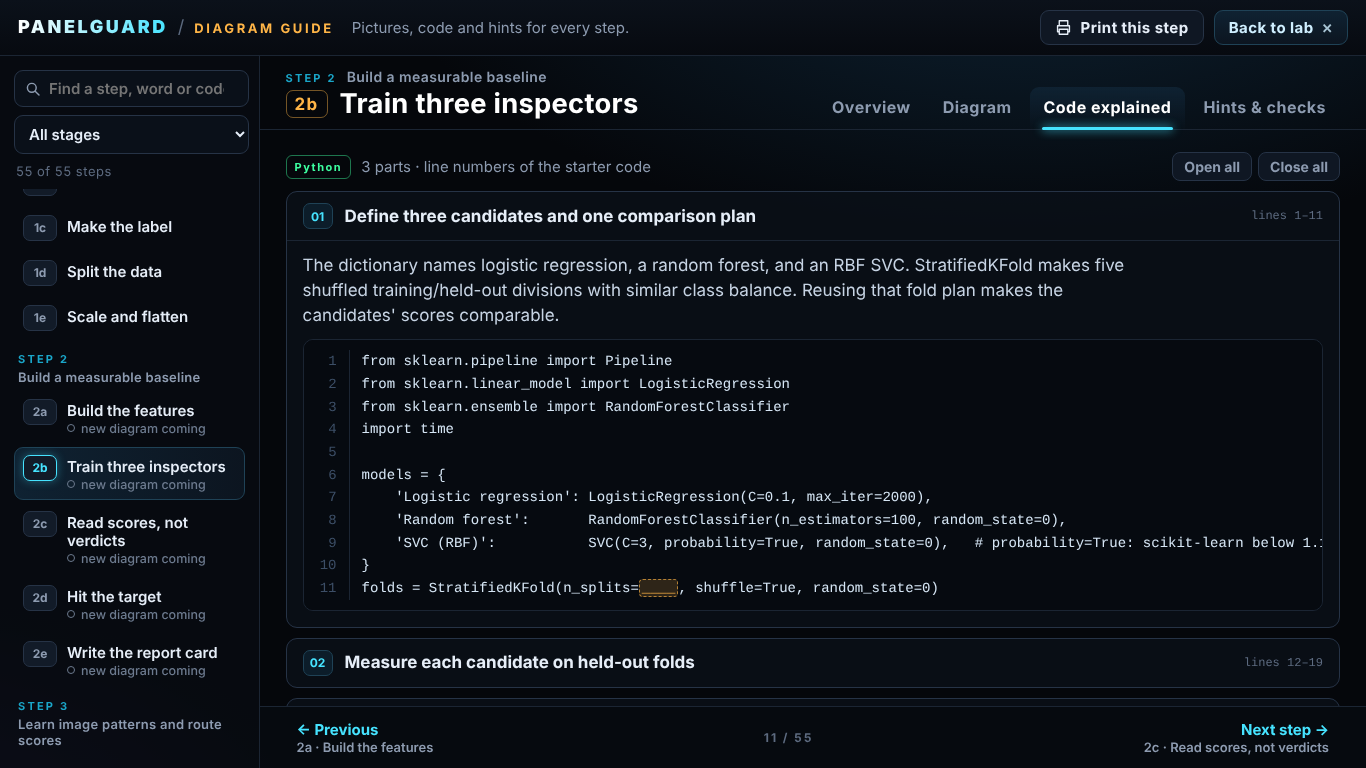 PANELGUARD / DIAGRAM GUIDE Pictures, code and hints for every step.
Print this step
Back to lab ×
Find a step, word or cod
All stages
55 of 55 steps
1c Make the label
1d Split the data
1e Scale and flatten
STEP 2
Build a measurable baseline
2a Build the features
new diagram coming
2b Train three inspectors
new diagram coming
2c Read scores, not
verdicts
new diagram coming
2d Hit the target
new diagram coming
2e Write the report card
new diagram coming
STEP 3
Learn image patterns and route
scores
STEP 2 Build a measurable baseline
2b Train three inspectors
Overview Diagram Code explained Hints & checks
Python 3 parts · line numbers of the starter code
Open all Close all
01 Define three candidates and one comparison plan lines 1–11
The dictionary names logistic regression, a random forest, and an RBF SVC. StratifiedKFold makes five
shuffled training/held-out divisions with similar class balance. Reusing that fold plan makes the
candidates' scores comparable.
1 from sklearn.pipeline import Pipeline
2 from sklearn.linear_model import LogisticRegression
3 from sklearn.ensemble import RandomForestClassifier
4 import time
5
6 models = {
7 'Logistic regression': LogisticRegression(C=0.1, max_iter=2000),
8 'Random forest': RandomForestClassifier(n_estimators=100, random_state=0),
9 'SVC (RBF)': SVC(C=3, probability=True, random_state=0), # probability=True: scikit-learn below 1.
10 }
11 folds = StratifiedKFold(n_splits=____, shuffle=True, random_state=0)
02 Measure each candidate on held-out folds lines 12–19
← Previous
2a · Build the features
11 / 55
Next step →
2c · Read scores, not verdicts